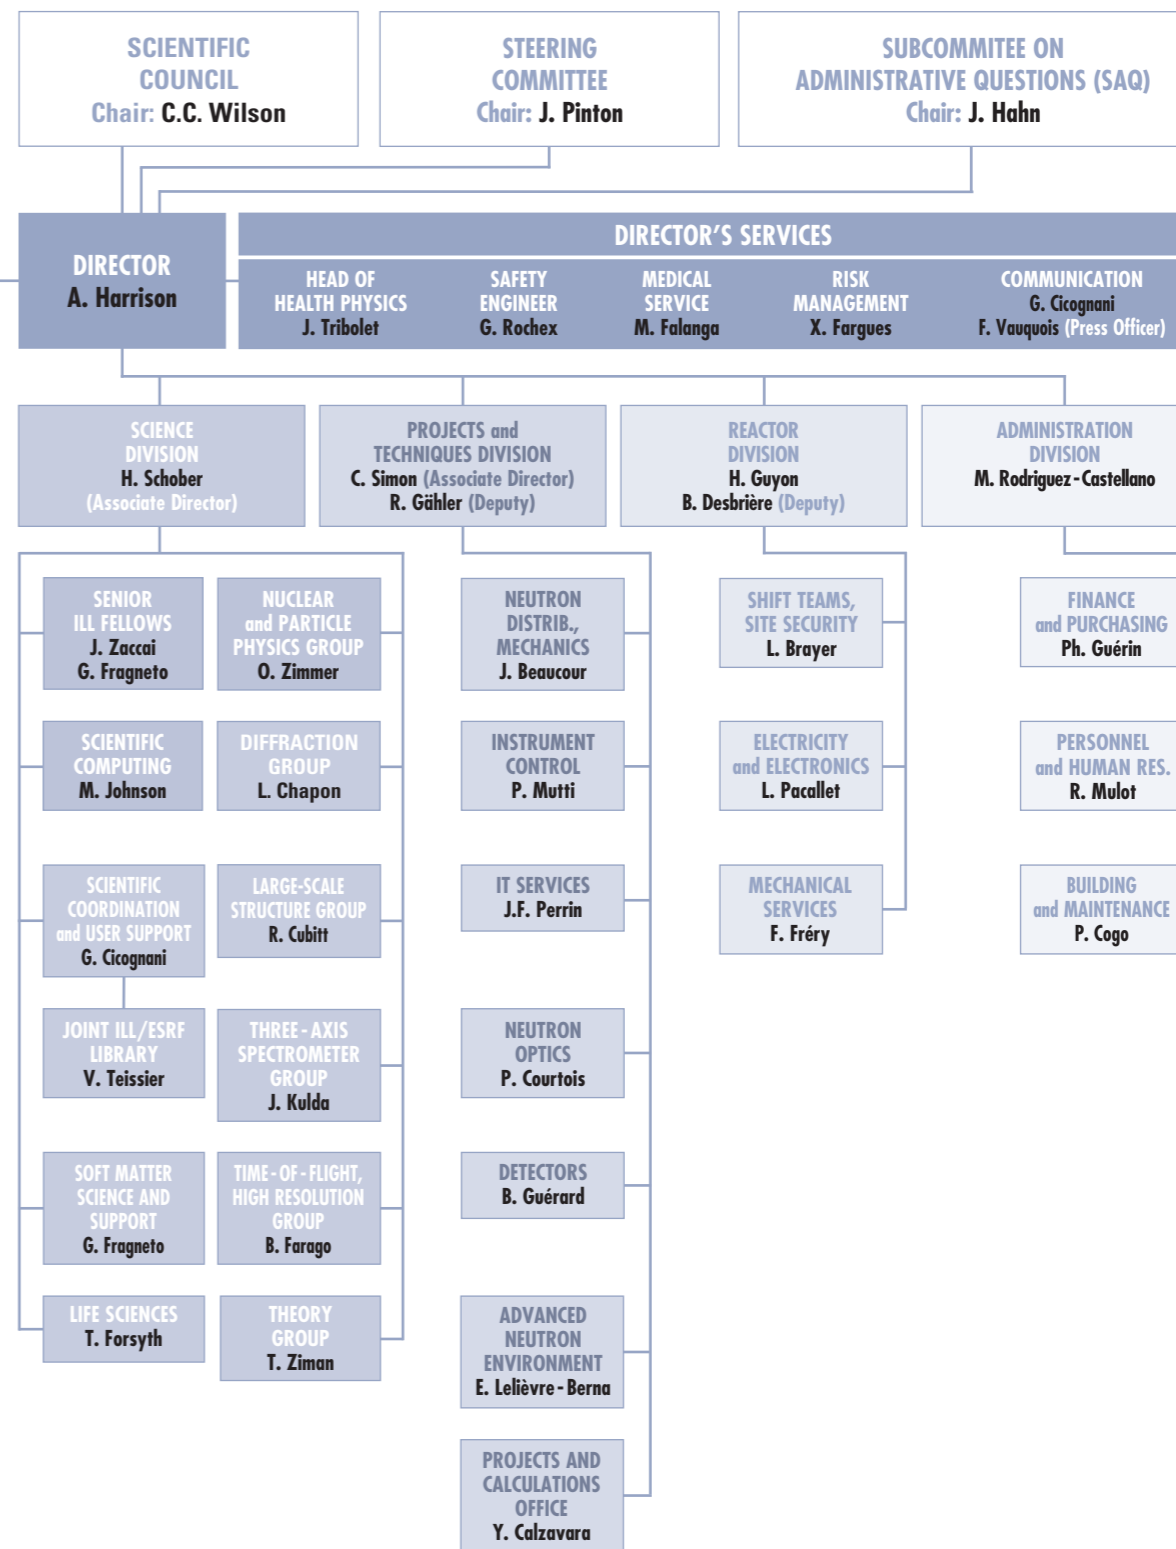 SCIENTIFIC
COUNCIL
Chair: C.C. Wilson
STEERING
COMMITTEE
Chair: J. Pinton
SUBCOMMITEE ON
ADMINISTRATIVE QUESTIONS (SAQ)
Chair: J. Hahn
DIRECTOR
A. Harrison
DIRECTOR'S SERVICES
HEAD OF
HEALTH PHYSICS
J. Tribolet
SAFETY
ENGINEER
G. Rochex
MEDICAL
SERVICE
M. Falanga
RISK
MANAGEMENT
X. Fargues
COMMUNICATION
G. Cicognani
F. Vauquois (Press Officer)
SCIENCE
DIVISION
H. Schober
(Associate Director)
PROJECTS and
TECHNIQUES DIVISION
C. Simon (Associate Director)
R. Gähler (Deputy)
REACTOR
DIVISION
H. Guyon
B. Desbrière (Deputy)
ADMINISTRATION
DIVISION
M. Rodriguez-Castellano
SENIOR
ILL FELLOWS
J. Zaccai
G. Fragneto
NUCLEAR
and PARTICLE
PHYSICS GROUP
O. Zimmer
NEUTRON
DISTRIB.,
MECHANICS
J. Beaucour
SHIFT TEAMS,
SITE SECURITY
L. Brayer
FINANCE
and PURCHASING
Ph. Guérin
SCIENTIFIC
COMPUTING
M. Johnson
DIFFRACTION
GROUP
L. Chapon
INSTRUMENT
CONTROL
P. Mutti
ELECTRICITY
and ELECTRONICS
L. Pacallet
PERSONNEL
and HUMAN RES.
R. Mulot
SCIENTIFIC
COORDINATION
and USER SUPPORT
G. Cicognani
LARGE-SCALE
STRUCTURE GROUP
R. Cubitt
IT SERVICES
J.F. Perrin
MECHANICAL
SERVICES
F. Fréry
BUILDING
and MAINTENANCE
P. Cogo
JOINT ILL/ESRF
LIBRARY
V. Teissier
THREE-AXIS
SPECTROMETER
GROUP
J. Kulda
NEUTRON
OPTICS
P. Courtois
SOFT MATTER
SCIENCE AND
SUPPORT
G. Fragneto
TIME-OF-FLIGHT,
HIGH RESOLUTION
GROUP
B. Farago
DETECTORS
B. Guérard
LIFE SCIENCES
T. Forsyth
THEORY
GROUP
T. Ziman
ADVANCED
NEUTRON
ENVIRONMENT
E. Lelièvre-Berna
PROJECTS AND
CALCULATIONS
OFFICE
Y. Calzavara